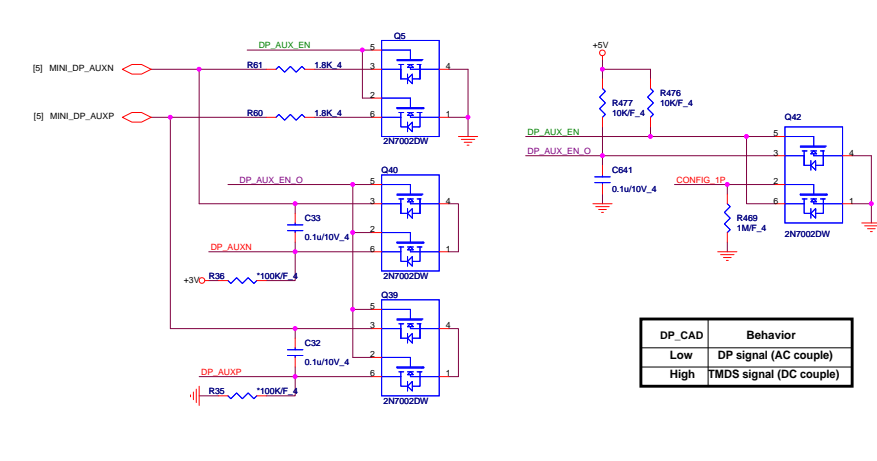 Q5
DP_AUX_EN
5
[5] MINI_DP_AUXN
R61
1.8K_4
3
4
2
[5] MINI_DP_AUXP
R60
1.8K_4
6
1
2N7002DW
Q40
DP_AUX_EN_O
5
3
4
C33
0.1u/10V_4
2
DP_AUXN
6
1
+3V
R36
*100K/F_4
2N7002DW
Q39
5
3
4
C32
0.1u/10V_4
2
DP_AUXP
6
1
R35
*100K/F_4
2N7002DW
+5V
R477
10K/F_4
R476
10K/F_4
Q42
DP_AUX_EN
5
DP_AUX_EN_O
3
4
C641
0.1u/10V_4
CONFIG_1P
2
6
1
R469
1M/F_4
2N7002DW
DP_CAD Behavior
Low DP signal (AC couple)
High TMDS signal (DC couple)